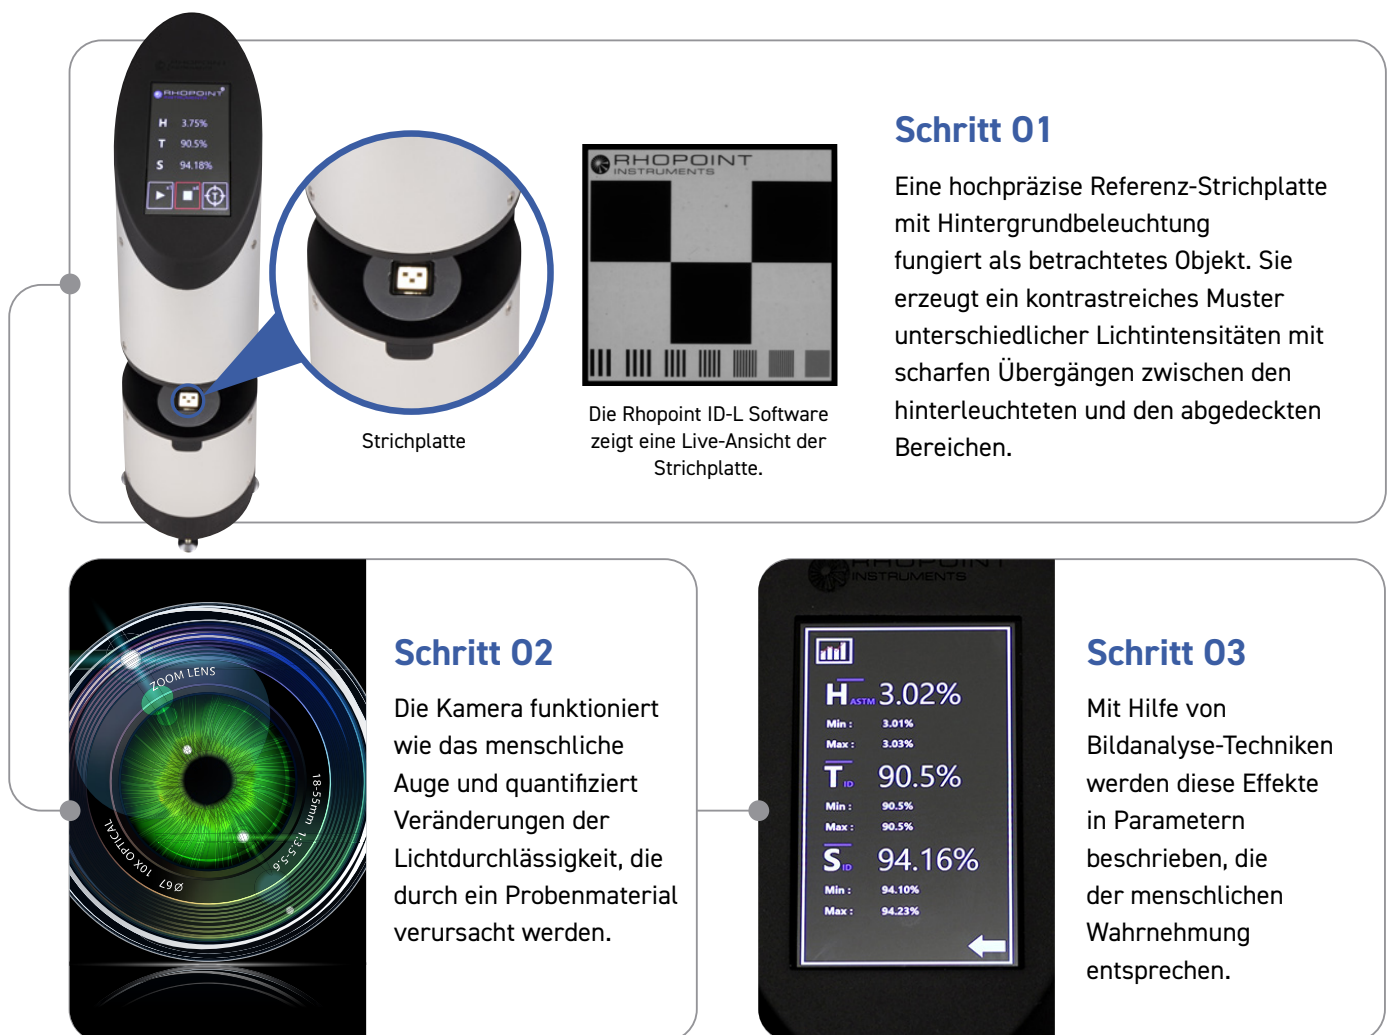 RHOPOINT
INSTRUMENTS
H 3.75%
T 90.5%
S 94.18%
Strichplatte
RHOPOINT
INSTRUMENTS
Die Rhopoint ID-L Software
zeigt eine Live-Ansicht der
Strichplatte.
Schritt 01
Eine hochpräzise Referenz-Strichplatte
mit Hintergrundbeleuchtung
fungiert als betrachtetes Objekt. Sie
erzeugt ein kontrastreiches Muster
unterschiedlicher Lichtintensitäten mit
scharfen Übergängen zwischen den
hinterleuchteten und den abgedeckten
Bereichen.
ZOOM LENS
18-55mm 1:3.5-5.6
Ø67 10X OPTICAL
Schritt 02
Die Kamera funktioniert
wie das menschliche
Auge und quantifiziert
Veränderungen der
Lichtdurchlässigkeit, die
durch ein Probenmaterial
verursacht werden.
RHOPOINT
INSTRUMENTS
H ASTM 3.02%
Min : 3.01%
Max : 3.03%
T ID 90.5%
Min : 90.5%
Max : 90.5%
S ID 94.16%
Min : 94.10%
Max : 94.23%
Schritt 03
Mit Hilfe von
Bildanalyse-Techniken
werden diese Effekte
in Parametern
beschrieben, die
der menschlichen
Wahrnehmung
entsprechen.